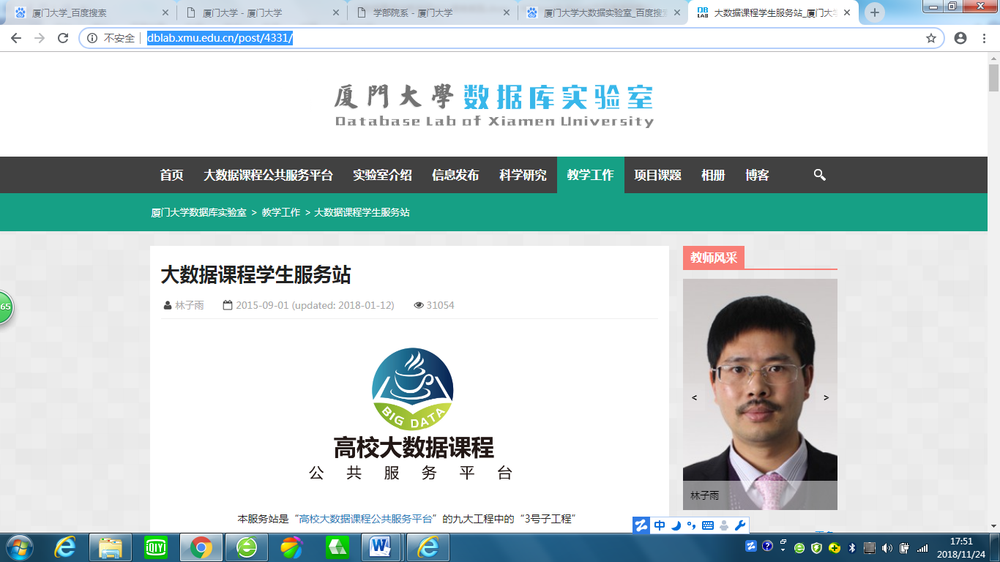 厦门大学_百度搜索
厦门大学 - 厦门大学
学部院系 - 厦门大学
厦门大学大数据实验室_百度搜索
DB LAB
大数据课程学生服务站_厦门大学
不安全
dblab.xmu.edu.cn/post/4331/
厦門大學 数据库实验室
Database Lab of Xiamen University
首页 大数据课程公共服务平台 实验室介绍 信息发布 科学研究 教学工作 项目课题 相册 博客
厦门大学数据库实验室 > 教学工作 > 大数据课程学生服务站
大数据课程学生服务站
林子雨 2015-09-01 (updated: 2018-01-12) 31054
65
BIG DATA
高校大数据课程
公共服务平台
本服务站是“高校大数据课程公共服务平台”的九大工程中的“3号子工程”
教师风采
< >
林子雨
中
iQIY
17:51
2018/11/24